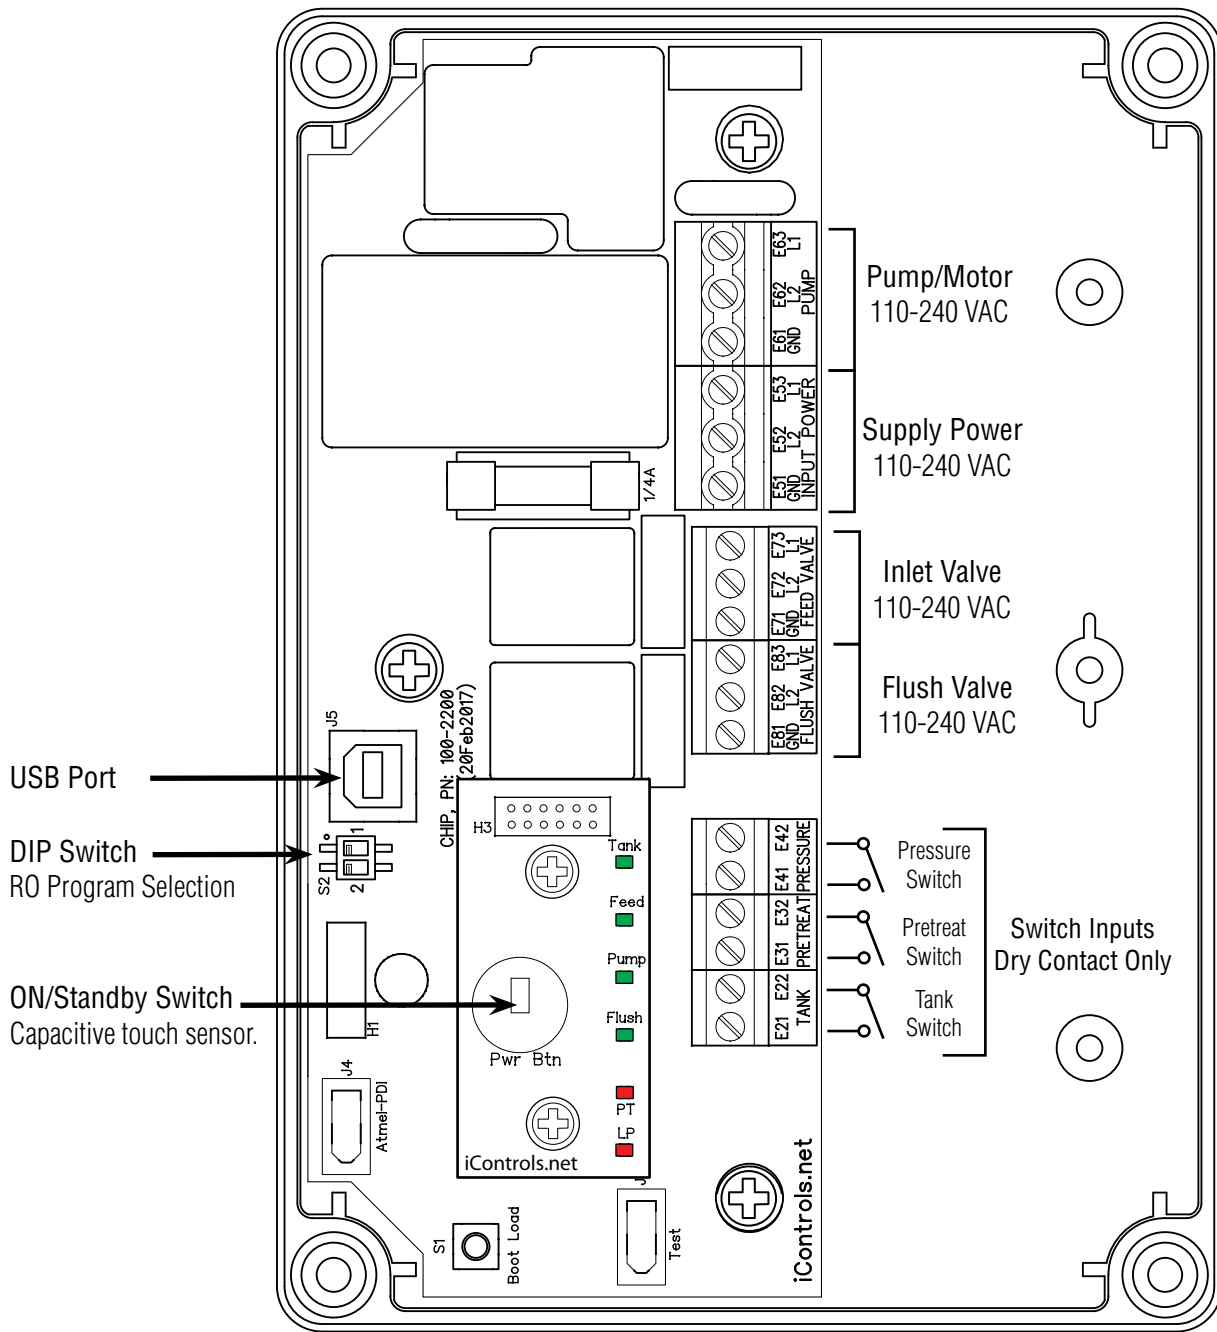 E63
L1
E62
L2
E61
GND
PUMP
E53
L1
E52
L2
E51
GND
INPUT POWER
Pump/Motor
110-240 VAC
Supply Power
110-240 VAC
1/4A
E73
L1
E72
L2
E71
GND
FEED VALVE
E83
L1
E82
L2
E81
GND
FLUSH VALVE
Inlet Valve
110-240 VAC
Flush Valve
110-240 VAC
CHIP, PN: 100-2200
(20Feb2017)
J5
USB Port
DIP Switch
RO Program Selection
1
2
S2
ON/Standby Switch
Capacitive touch sensor.
H1
J4
Atmel-PDI
H3
Tank
Feed
Pump
Flush
Pwr Btn
PT
LP
iControls.net
E42
E41
PRESSURE
E32
E31
PRETREAT
E22
E21
TANK
Pressure
Switch
Pretreat
Switch
Tank
Switch
Switch Inputs
Dry Contact Only
S1
Boot Load
J
Test
iControls.net